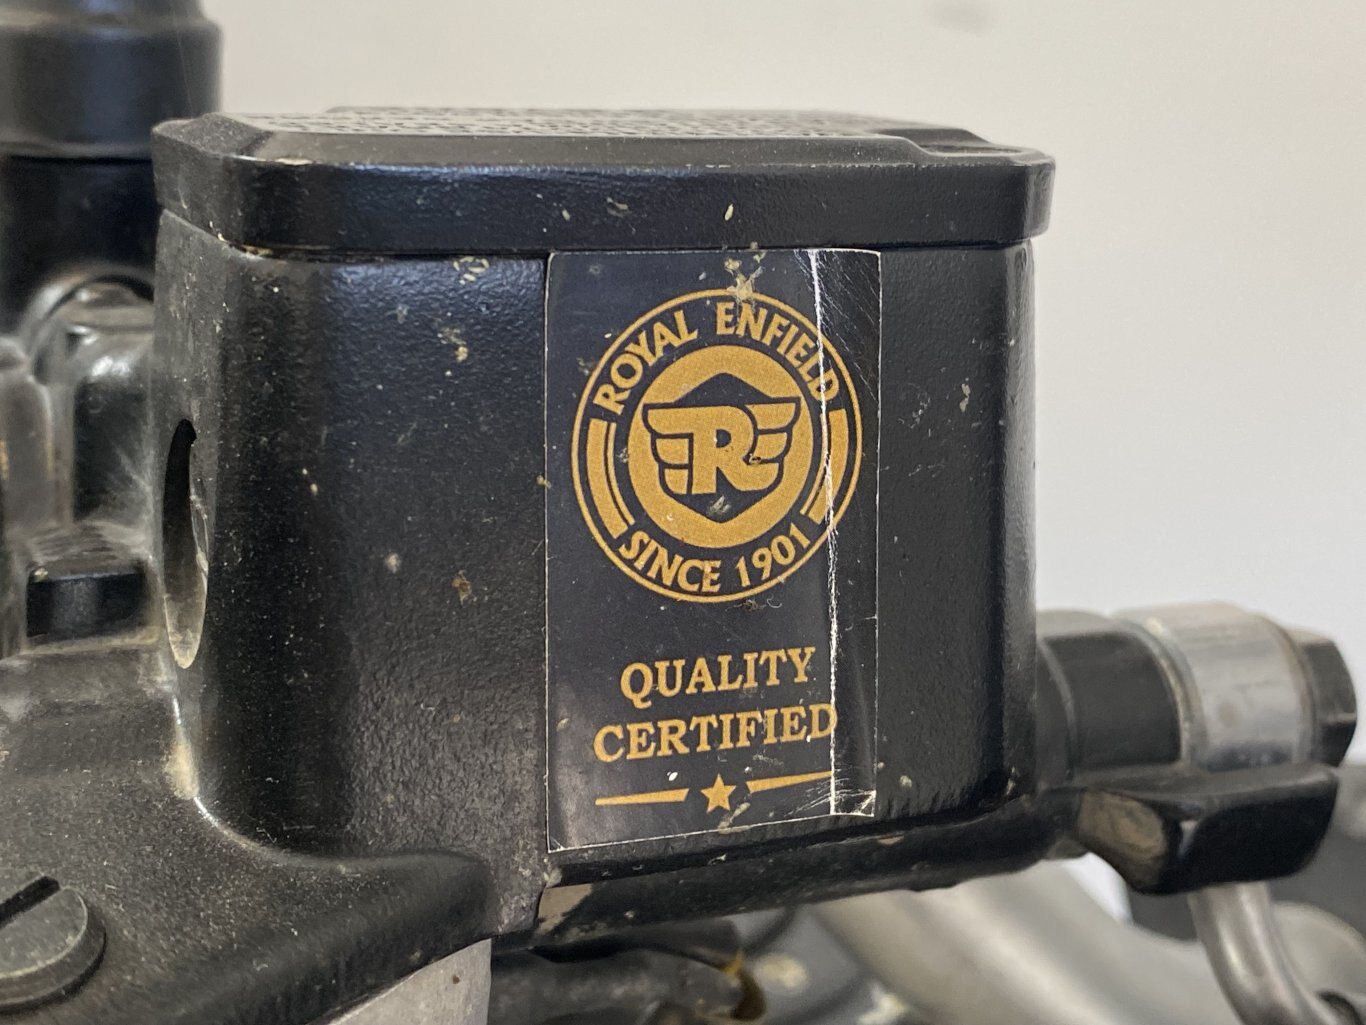 ROYAL ENFIELD
R
SINCE 1901
QUALITY
CERTIFIED